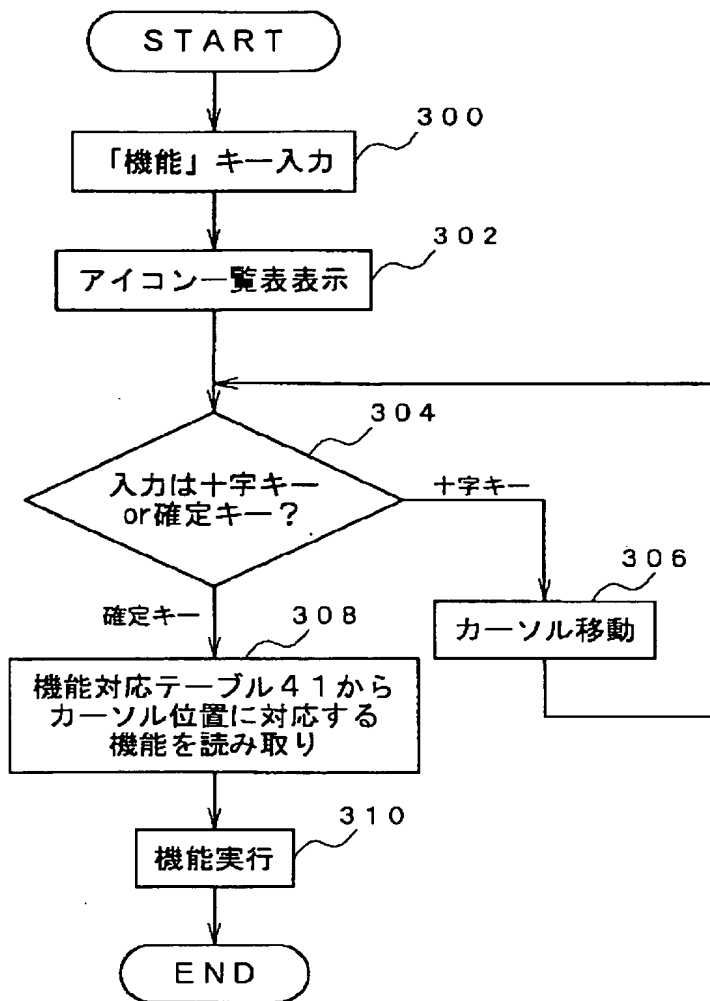 START
300
「機能」キー入力
302
アイコン一覧表表示
304
入力は十字キー
or確定キー?
十字キー
306
カーソル移動
確定キー
308
機能対応テーブル41から
カーソル位置に対応する
機能を読み取り
310
機能実行
END